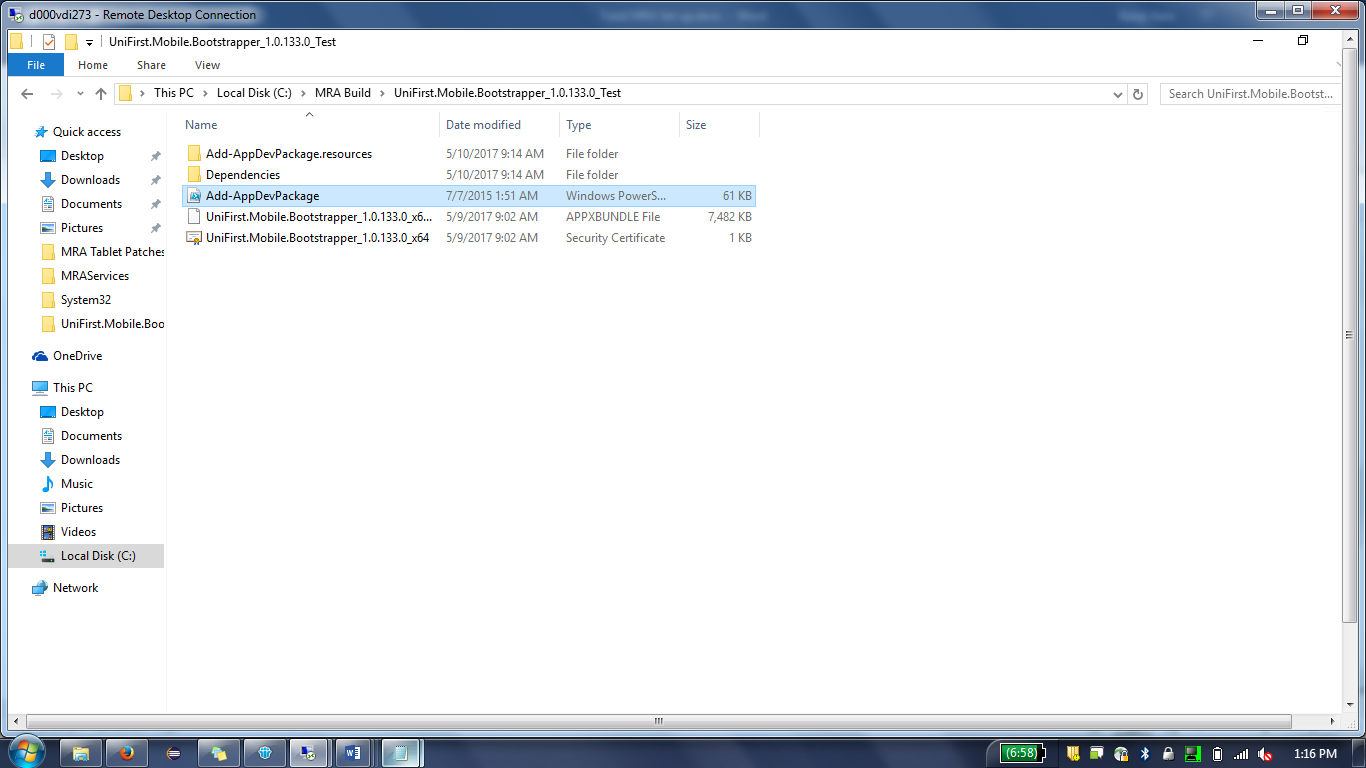 d000vdi273 - Remote Desktop Connection
UniFirst.Mobile.Bootstrapper_1.0.133.0_Test
File Home Share View
This PC Local Disk (C:) MRA Build UniFirst.Mobile.Bootstrapper_1.0.133.0_Test Search UniFirst.Mobile.Bootst...
Name Date modified Type Size
Add-AppDevPackage.resources 5/10/2017 9:14 AM File folder
Dependencies 5/10/2017 9:14 AM File folder
Add-AppDevPackage 7/7/2015 1:51 AM Windows PowerS... 61 KB
UniFirst.Mobile.Bootstrapper_1.0.133.0_x6... 5/9/2017 9:02 AM APPXBUNDLE File 7,482 KB
UniFirst.Mobile.Bootstrapper_1.0.133.0_x64 5/9/2017 9:02 AM Security Certificate 1 KB
Quick access
Desktop
Downloads
Documents
Pictures
MRA Tablet Patches
MRAServices
System32
UniFirst.Mobile.Boo
OneDrive
This PC
Desktop
Documents
Downloads
Music
Pictures
Videos
Local Disk (C:)
Network
(6:58) 1:16 PM